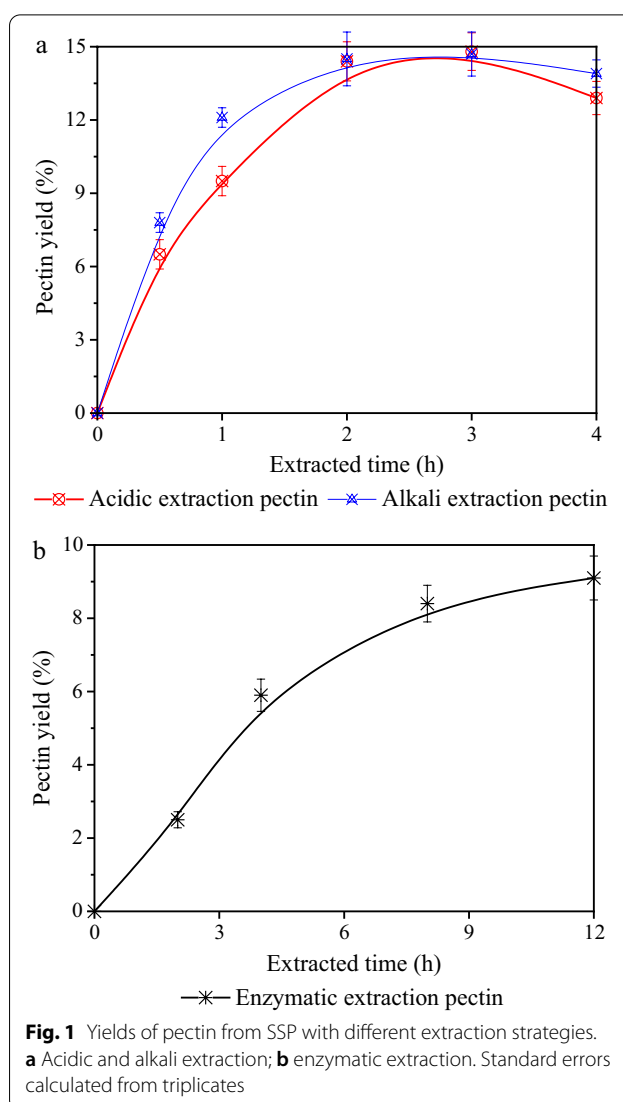 a
15
12
9
6
3
0
Pectin yield (%)
0 1 2 3 4
Extracted time (h)
Acidic extraction pectin Alkali extraction pectin
b
10
8
6
4
2
0
Pectin yield (%)
0 3 6 9 12
Extracted time (h)
Enzymatic extraction pectin
Fig. 1 Yields of pectin from SSP with different extraction strategies.
a Acidic and alkali extraction; b enzymatic extraction. Standard errors
calculated from triplicates